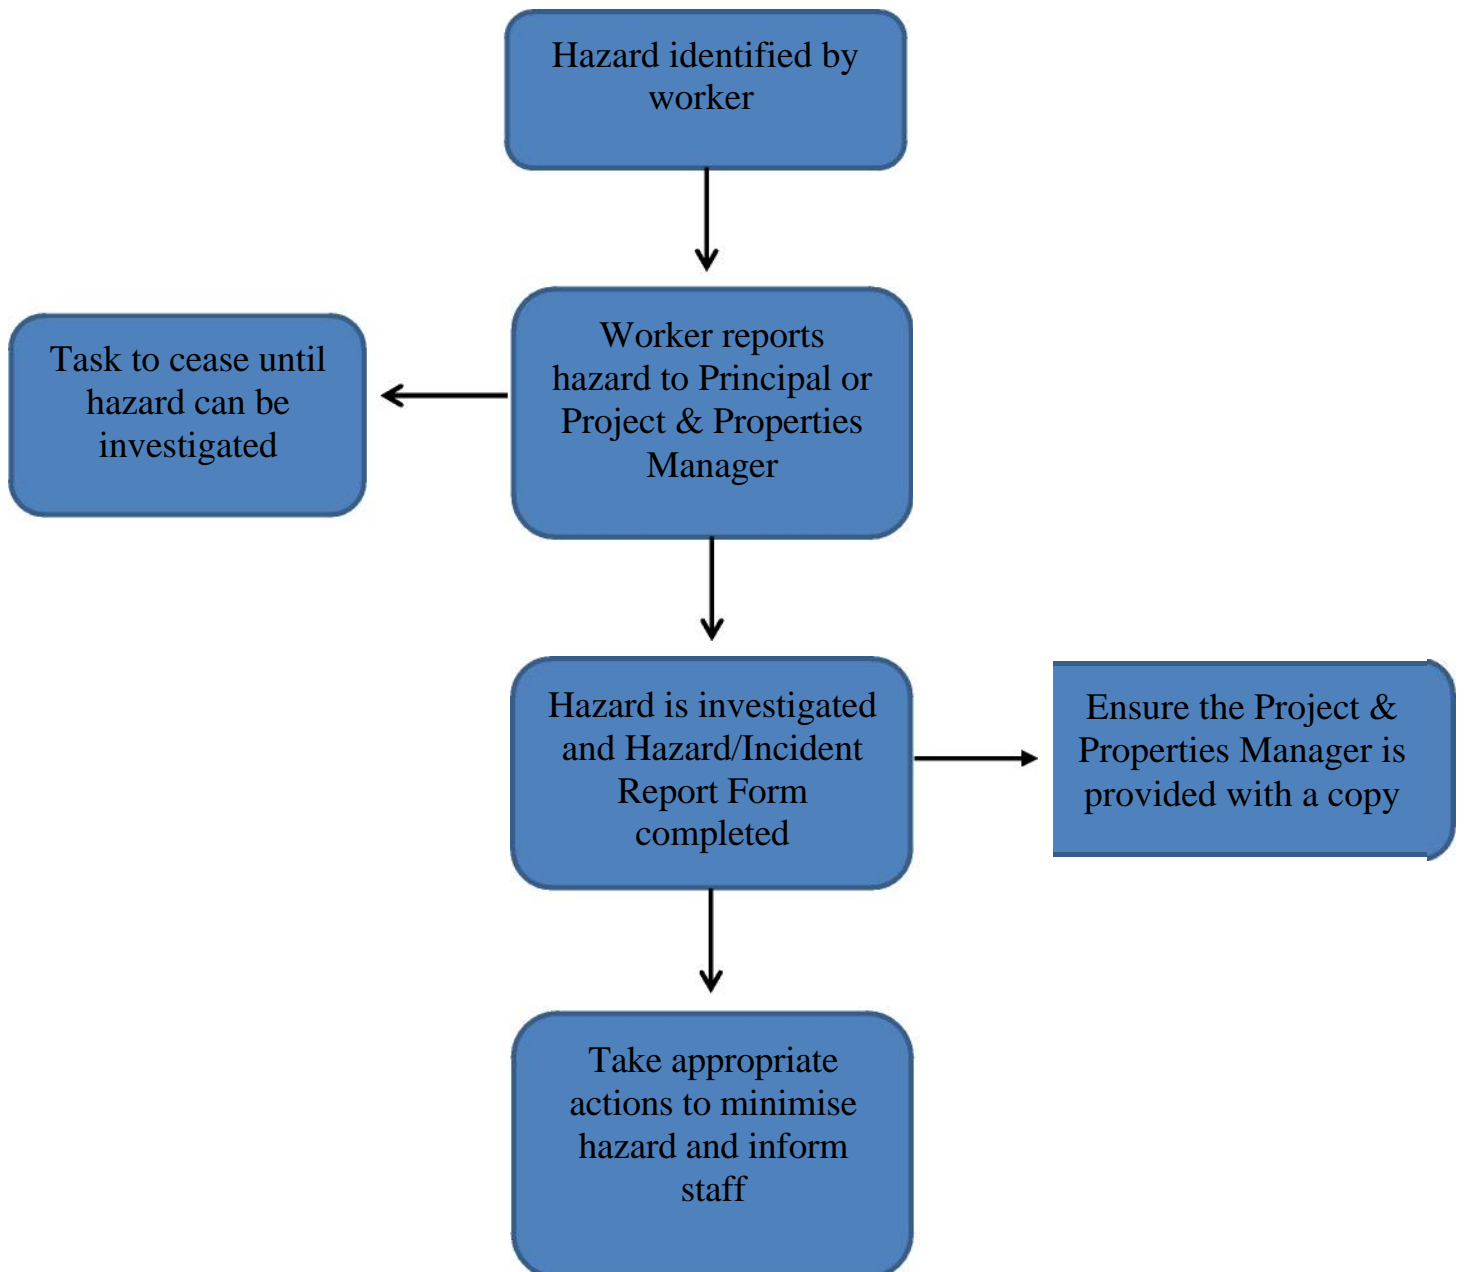 Hazard identified by
worker
Worker reports
hazard to Principal or
Project & Properties
Manager
Task to cease until
hazard can be
investigated
Hazard is investigated
and Hazard/Incident
Report Form
completed
Ensure the Project &
Properties Manager is
provided with a copy
Take appropriate
actions to minimise
hazard and inform
staff